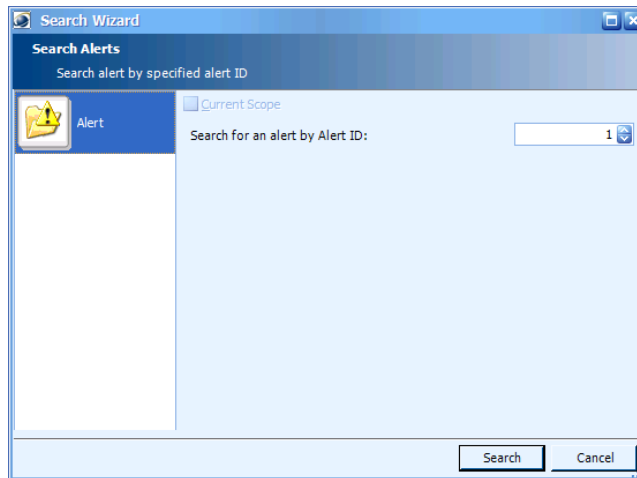 Search Wizard
Search Alerts
Search alert by specified alert ID
Alert
Current Scope
Search for an alert by Alert ID:
1
Search
Cancel